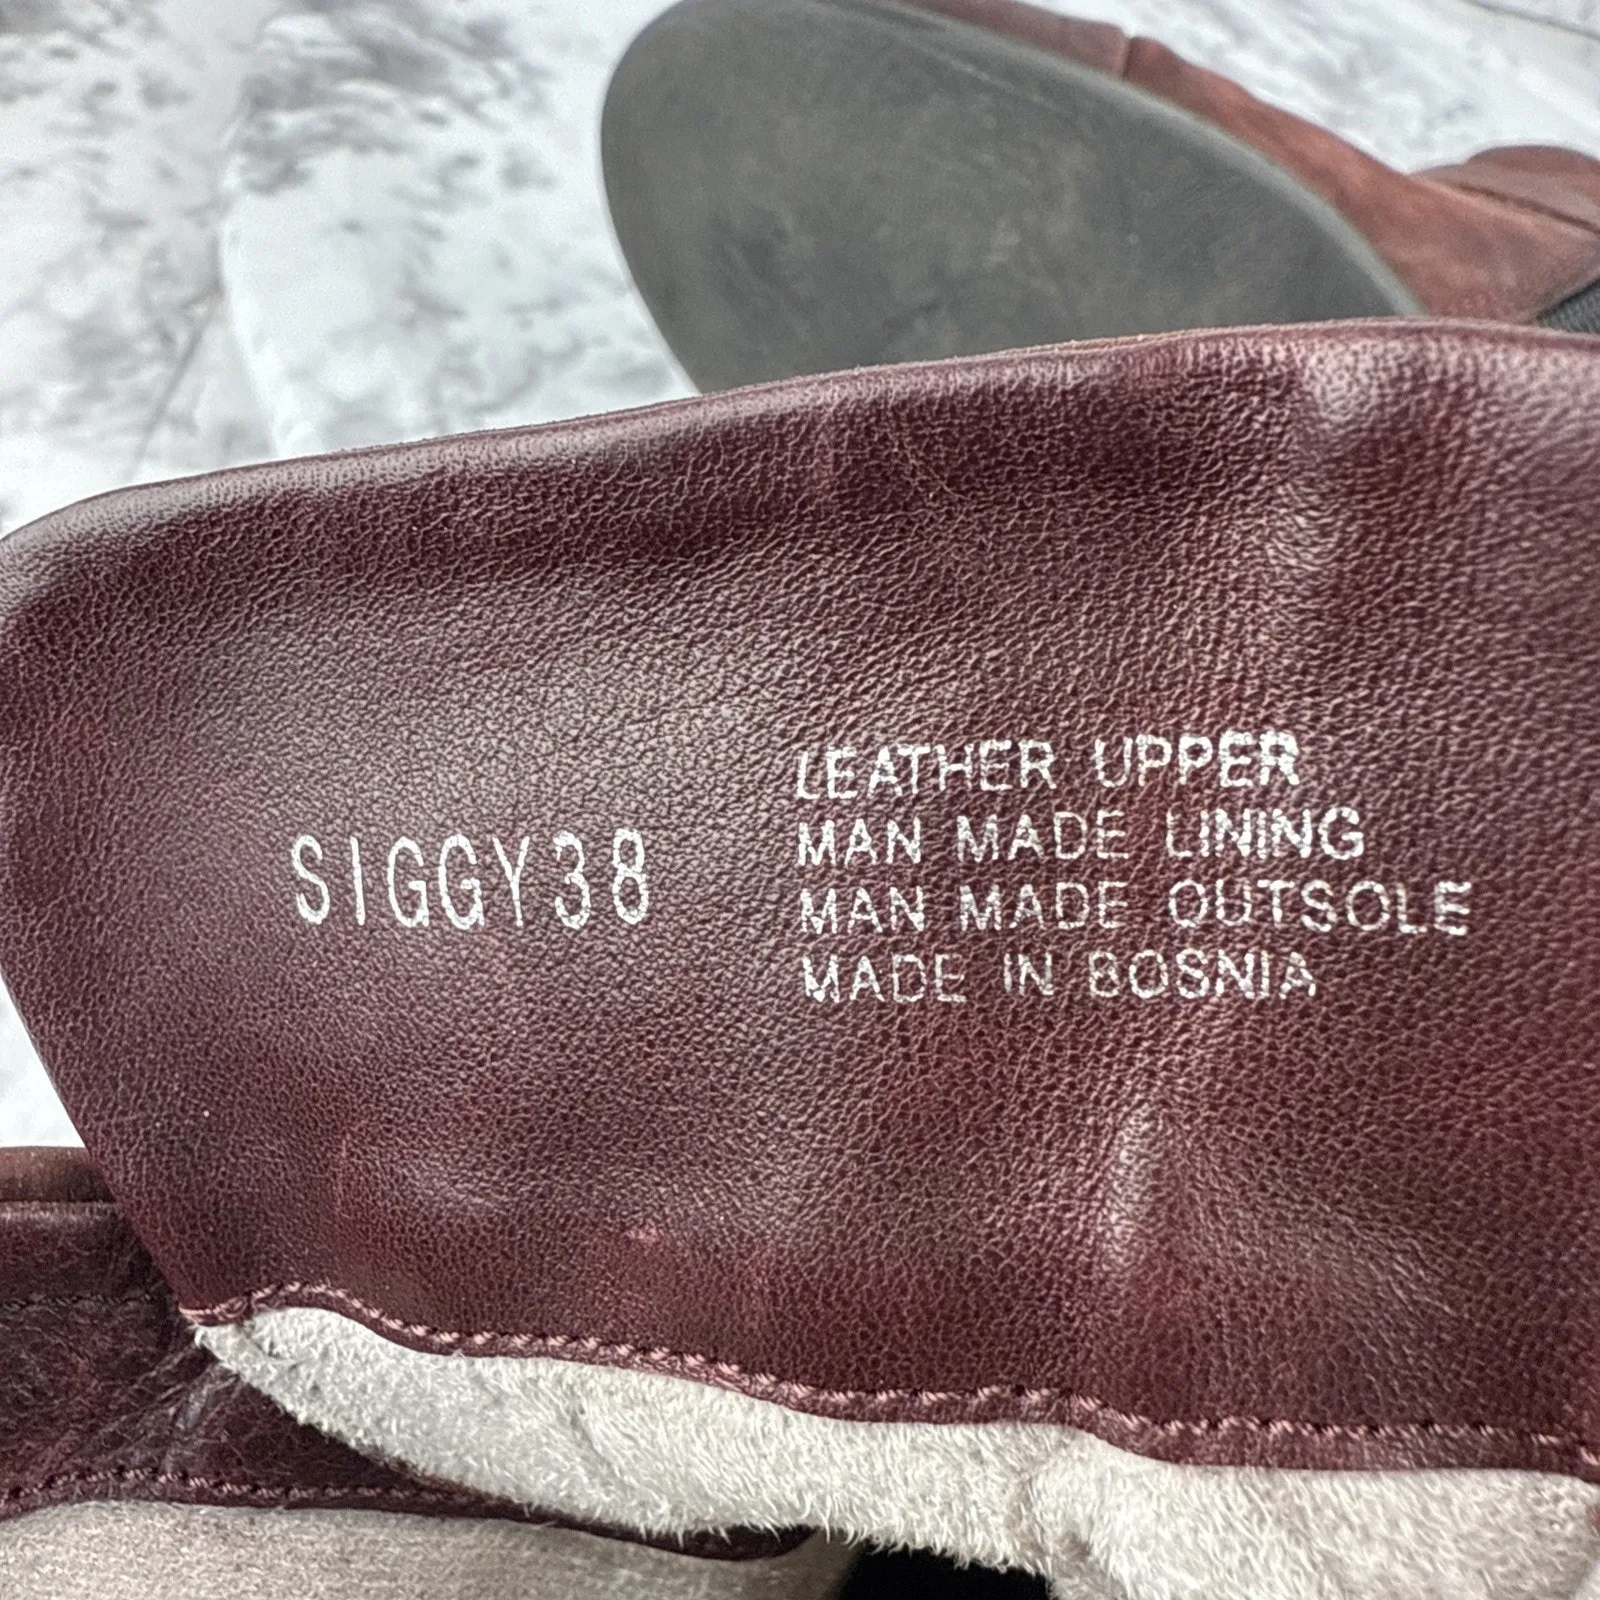 SIGGY38
LEATHER UPPER
MAN MADE LINING
MAN MADE OUTSOLE
MADE IN BOSNIA